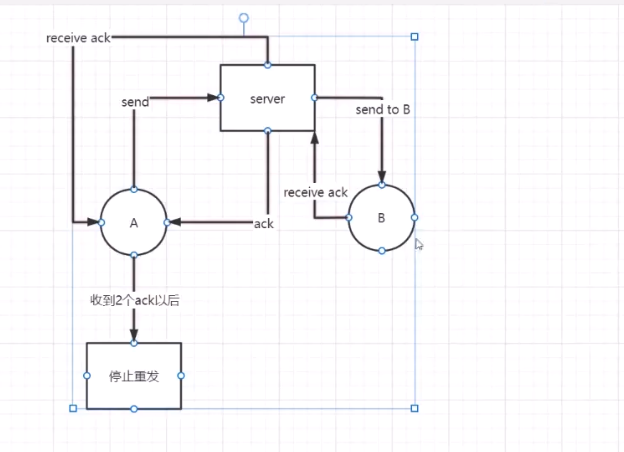 receive ack
server
send
send to B
receive ack
A
ack
B
收到2个ack以后
停止重发